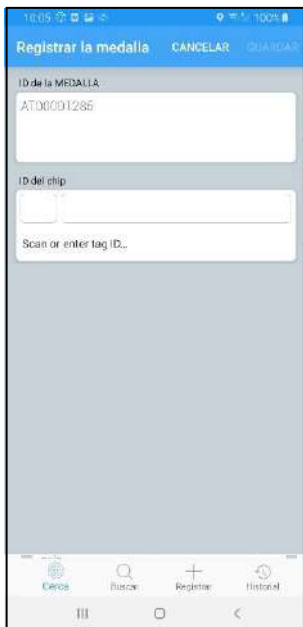 10:05 100%
Registrar la medalla CANCELAR GUARDAR
ID de la MEDALLA
AT00001285
ID del chip
Scan or enter tag ID...
Cerca Buscar Registrar Historial